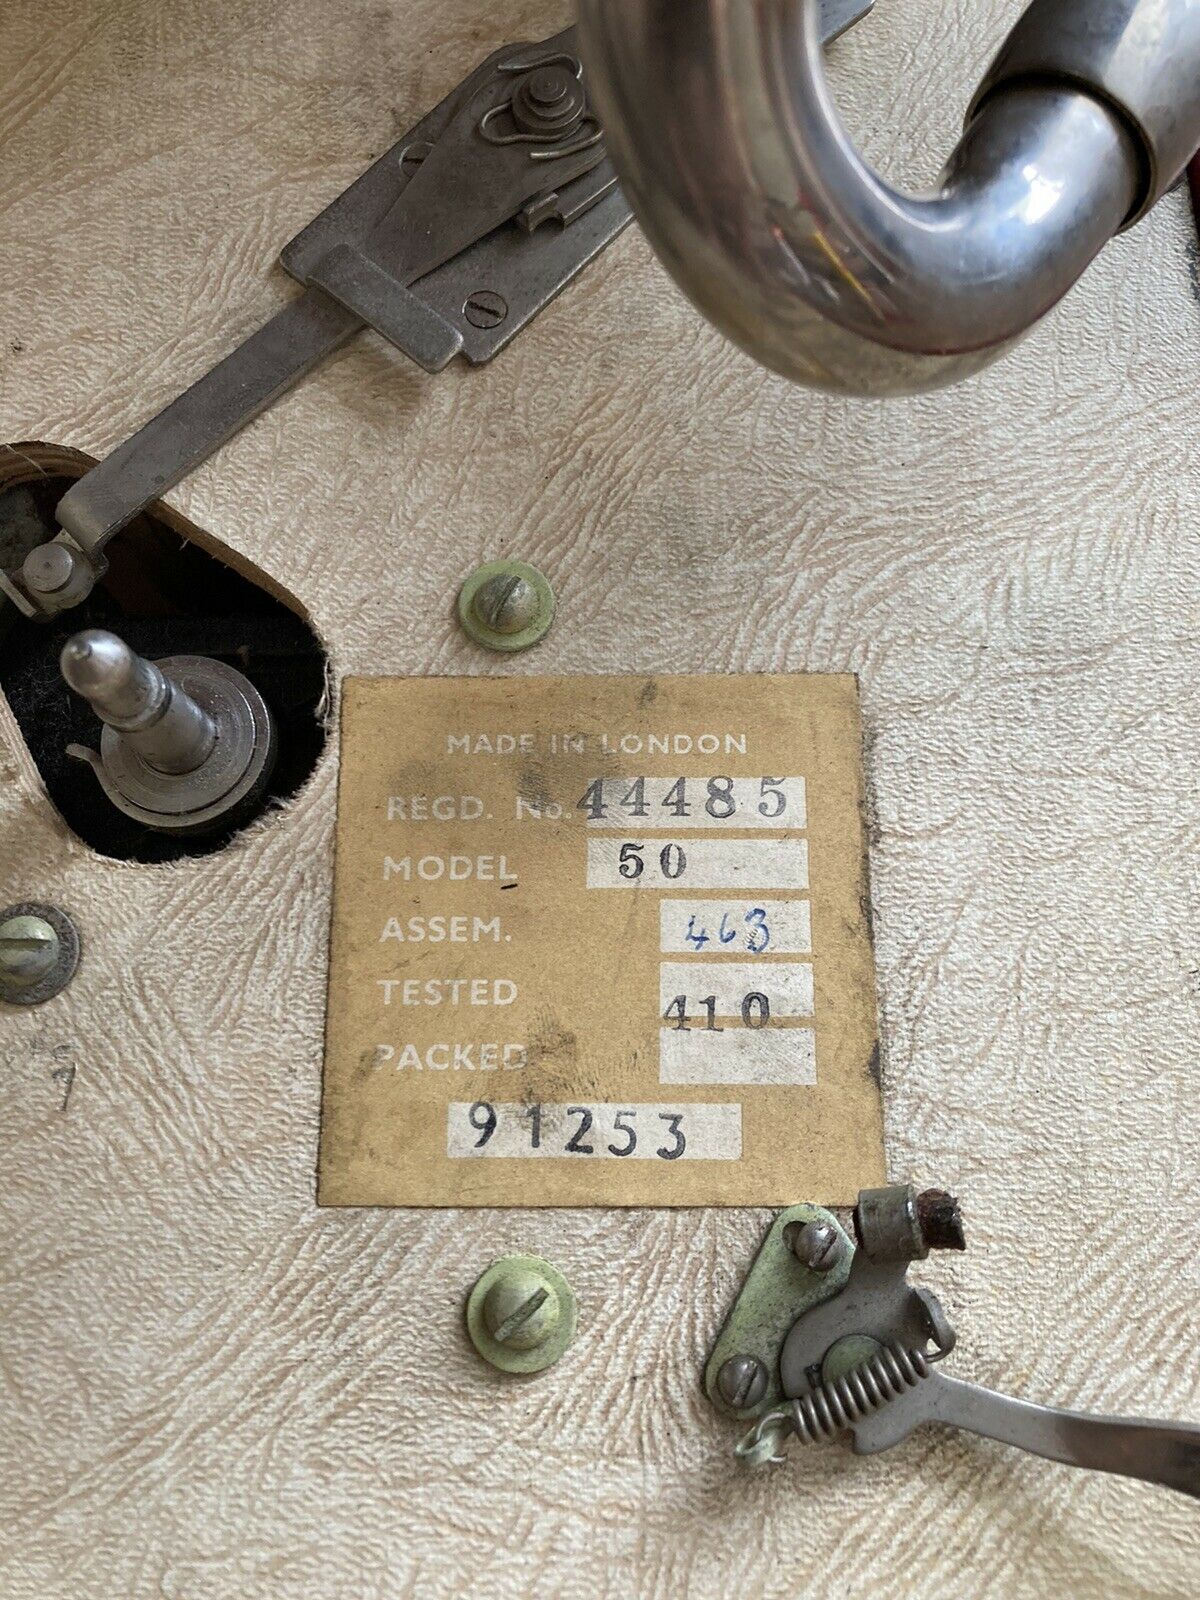 MADE IN LONDON
REGD. No. 44485
MODEL 50
ASSEM. 463
TESTED 410
PACKED
91253